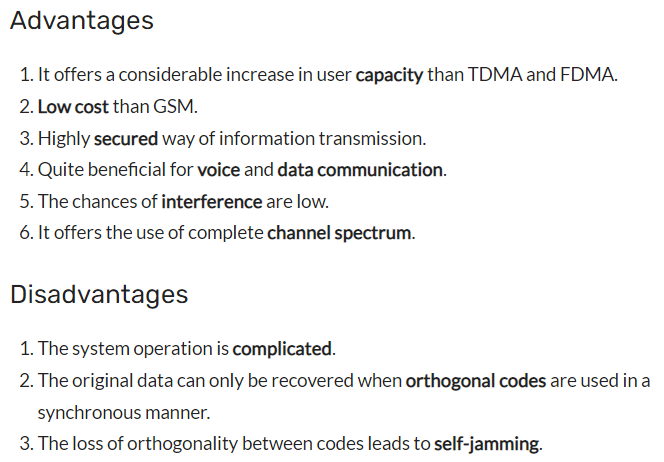 Advantages
1. It offers a considerable increase in user capacity than TDMA and FDMA.
2. Low cost than GSM.
3. Highly secured way of information transmission.
4. Quite beneficial for voice and data communication.
5. The chances of interference are low.
6. It offers the use of complete channel spectrum.
Disadvantages
1. The system operation is complicated.
2. The original data can only be recovered when orthogonal codes are used in a
synchronous manner.
3. The loss of orthogonality between codes leads to self-jamming.